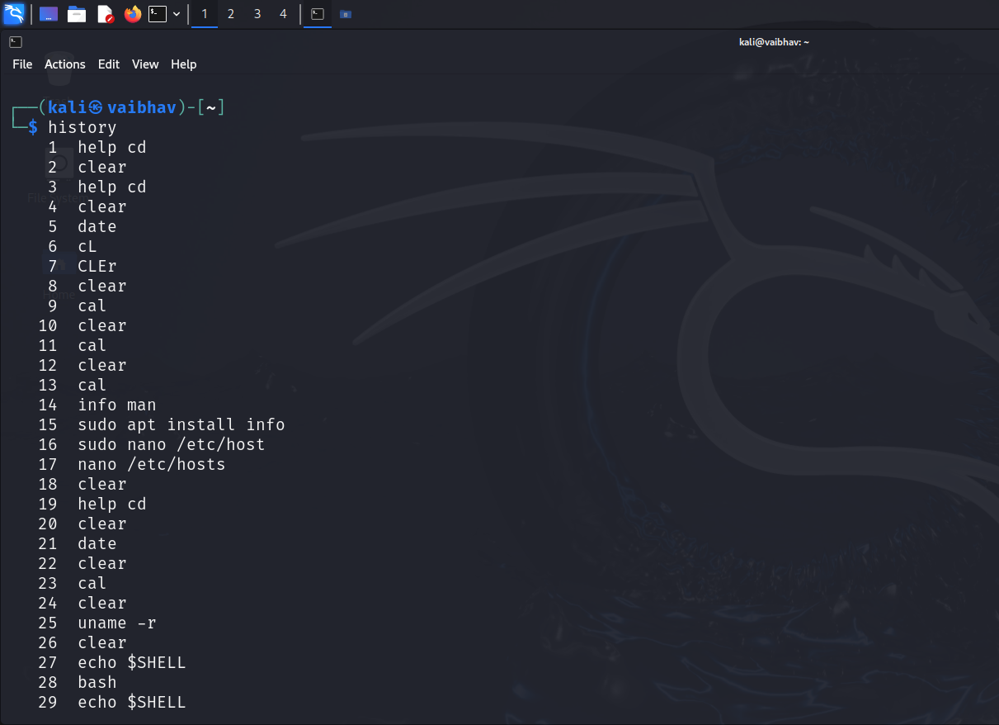 1 2 3 4
kali@vaibhav: ~
File Actions Edit View Help
┌──(kali㉿vaibhav)-[~]
└─$ history
1 help cd
2 clear
3 help cd
4 clear
5 date
6 cL
7 CLEr
8 clear
9 cal
10 clear
11 cal
12 clear
13 cal
14 info man
15 sudo apt install info
16 sudo nano /etc/host
17 nano /etc/hosts
18 clear
19 help cd
20 clear
21 date
22 clear
23 cal
24 clear
25 uname -r
26 clear
27 echo $SHELL
28 bash
29 echo $SHELL
File System
Home